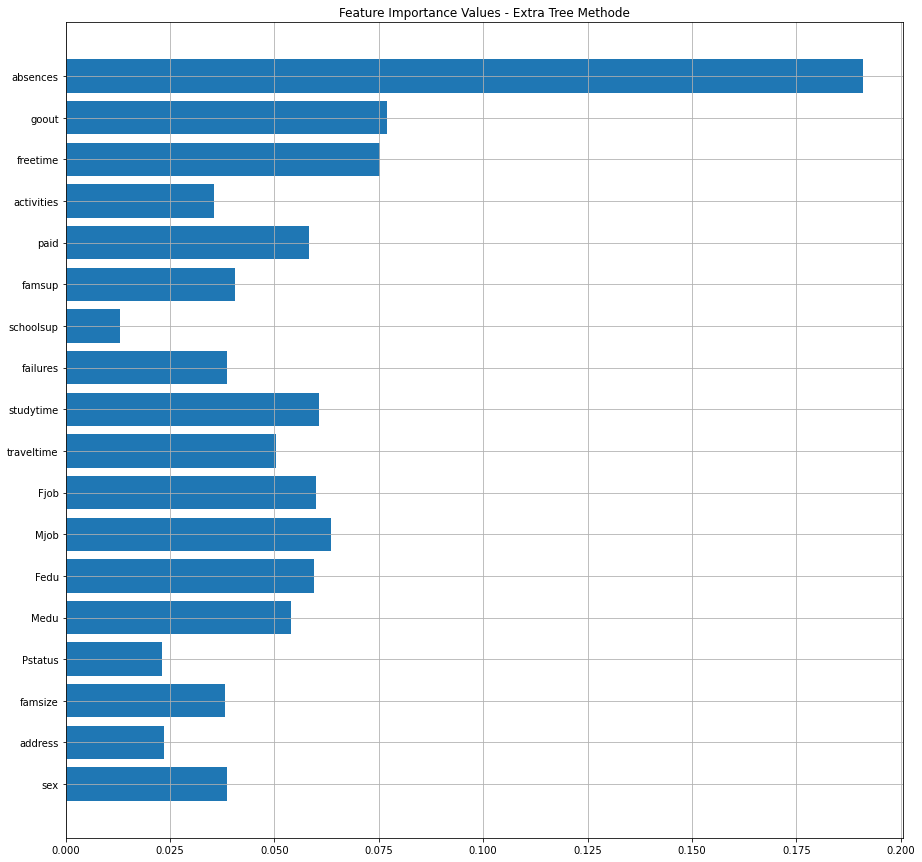 Feature Importance Values - Extra Tree Methode
absences
goout
freetime
activities
paid
famsup
schoolsup
failures
studytime
traveltime
Fjob
Mjob
Fedu
Medu
Pstatus
famsize
address
sex
0.000 0.025 0.050 0.075 0.100 0.125 0.150 0.175 0.200